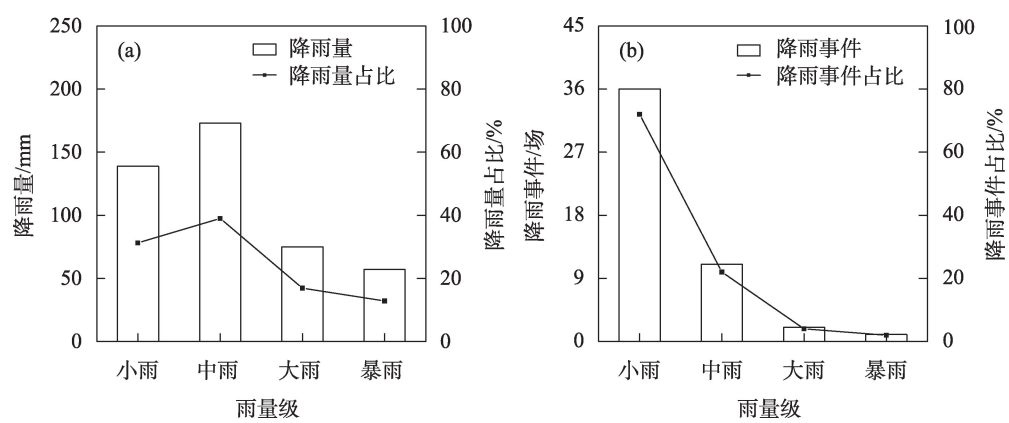 (a)
降雨量
降雨量占比
250
200
150
100
50
0
降雨量/mm
100
80
60
40
20
0
降雨量占比/%
小雨 中雨 大雨 暴雨
雨量级
(b)
降雨事件
降雨事件占比
45
36
27
18
9
0
降雨事件/场
100
80
60
40
20
0
降雨事件占比/%
小雨 中雨 大雨 暴雨
雨量级